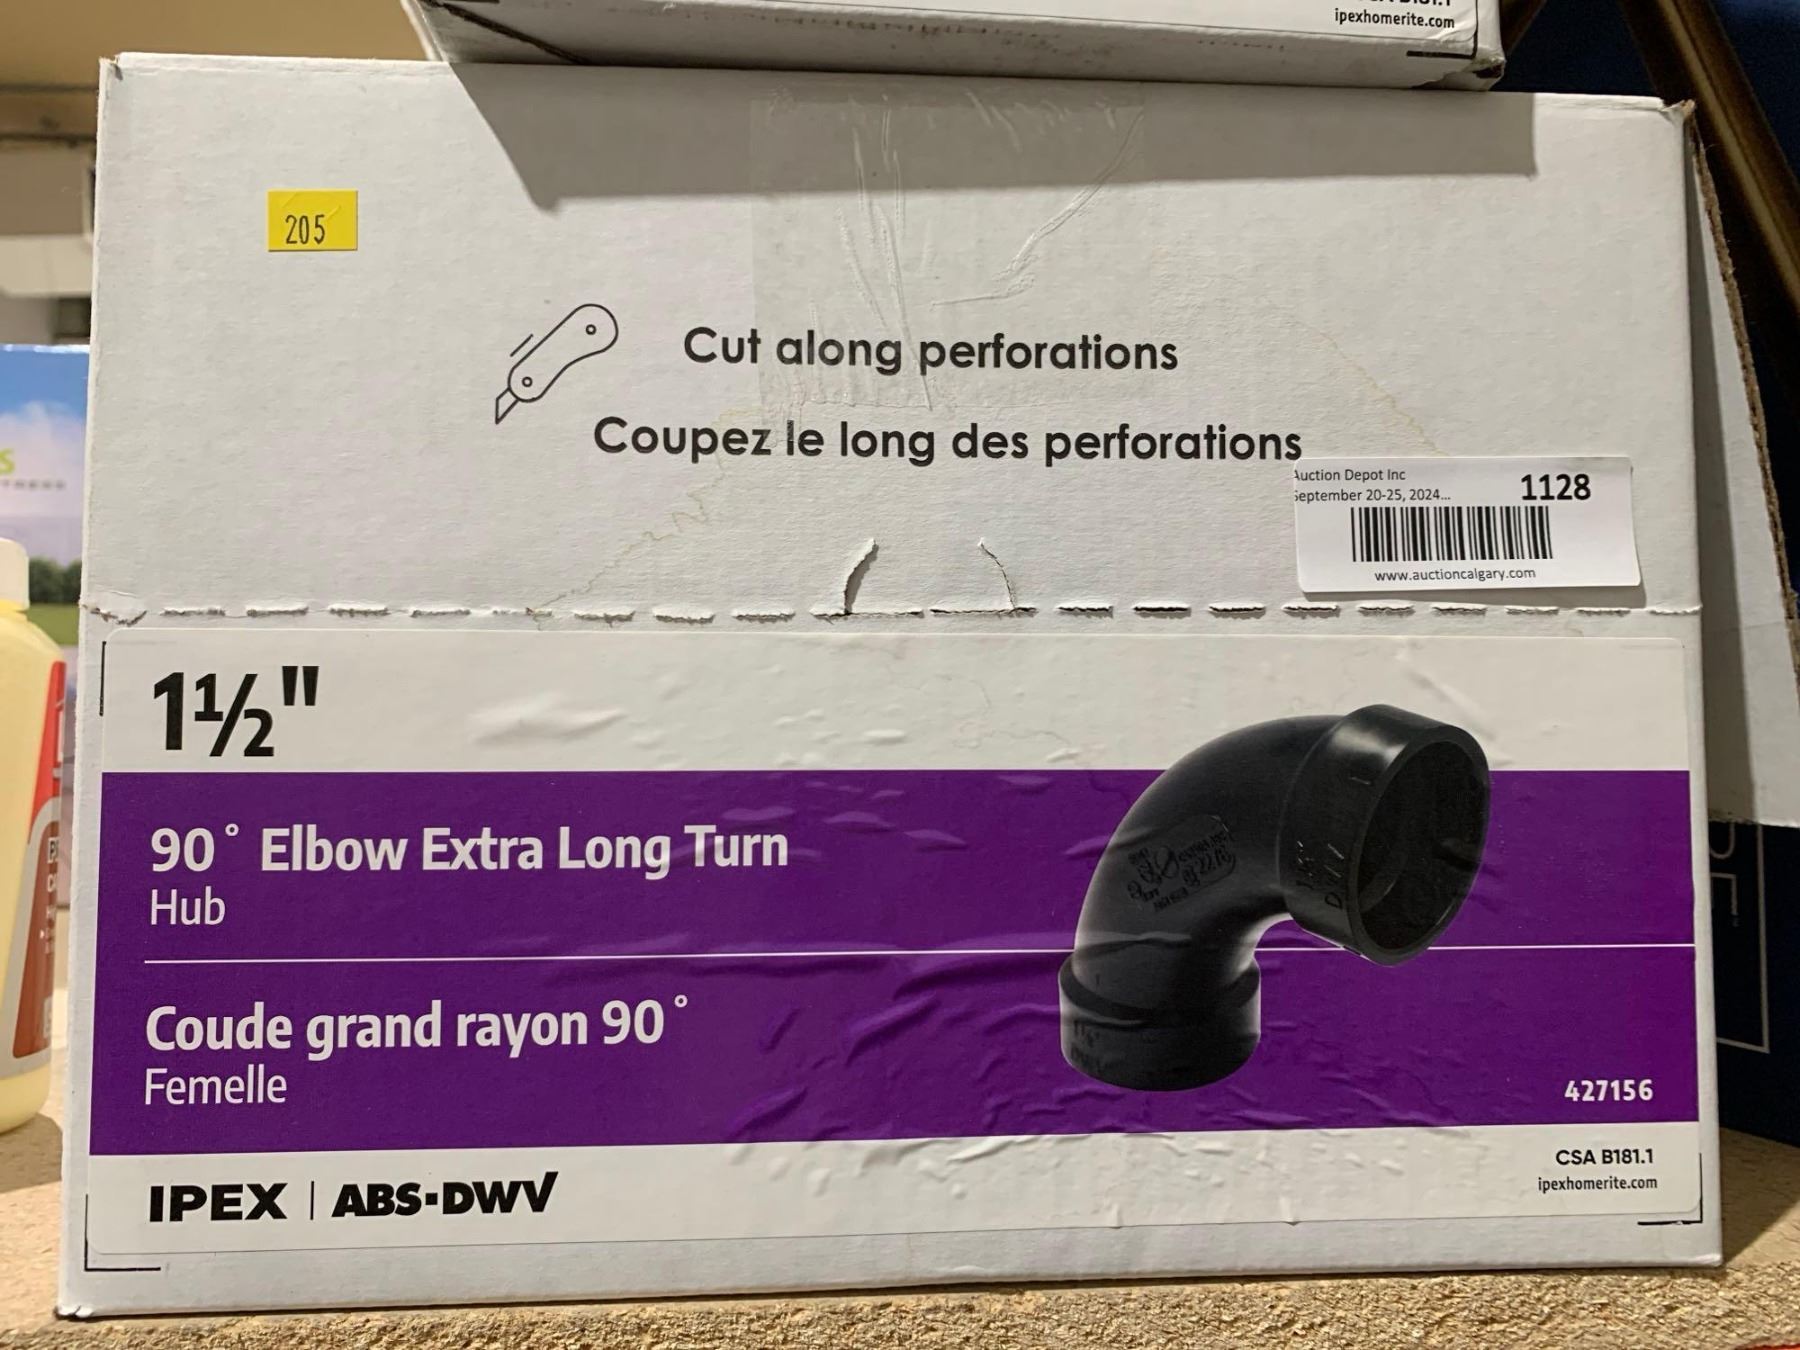 ipexhomerite.com
205
Cut along perforations
Coupez le long des perforations
Auction Depot Inc
September 20-25, 2024...
1128
www.auctioncalgary.com
1½"
90° Elbow Extra Long Turn
Hub
Coude grand rayon 90°
Femelle
427156
IPEX | ABS-DWV
CSA B181.1
ipexhomerite.com